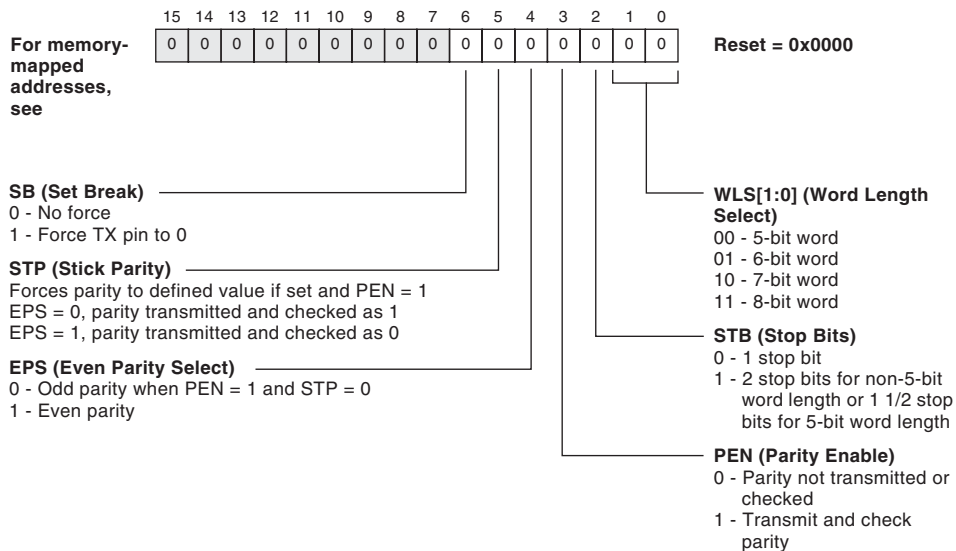 15 14 13 12 11 10 9 8 7 6 5 4 3 2 1 0
For memory-
mapped
addresses,
see
0 0 0 0 0 0 0 0 0 0 0 0 0 0 0 0
Reset = 0x0000
SB (Set Break)
0 - No force
1 - Force TX pin to 0
STP (Stick Parity)
Forces parity to defined value if set and PEN = 1
EPS = 0, parity transmitted and checked as 1
EPS = 1, parity transmitted and checked as 0
EPS (Even Parity Select)
0 - Odd parity when PEN = 1 and STP = 0
1 - Even parity
WLS[1:0] (Word Length
Select)
00 - 5-bit word
01 - 6-bit word
10 - 7-bit word
11 - 8-bit word
STB (Stop Bits)
0 - 1 stop bit
1 - 2 stop bits for non-5-bit
word length or 1 1/2 stop
bits for 5-bit word length
PEN (Parity Enable)
0 - Parity not transmitted or
checked
1 - Transmit and check
parity